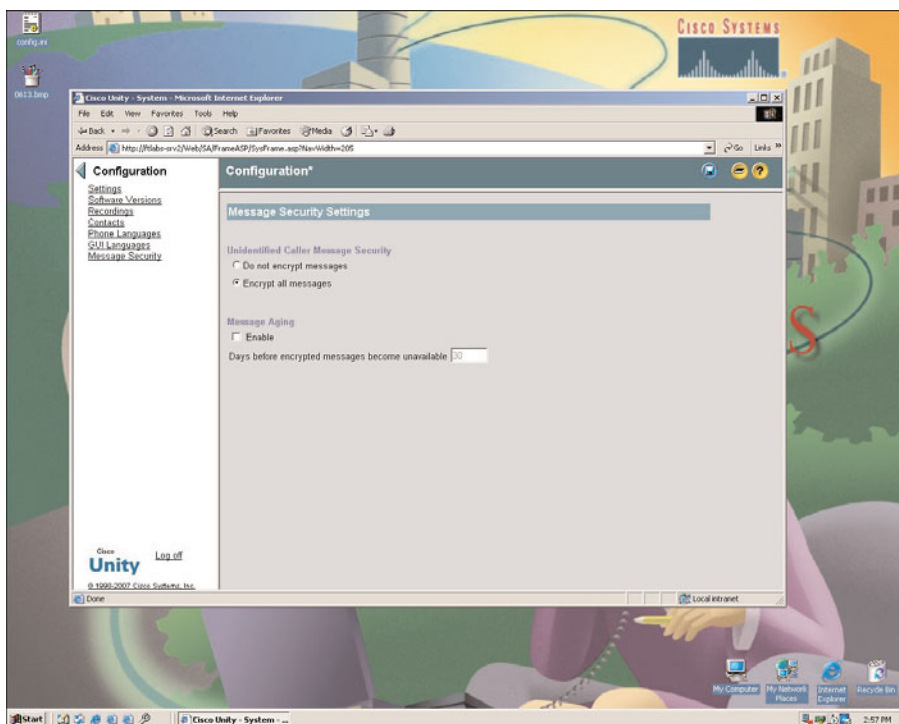 CISCO SYSTEMS
config.ini
0613.bmp
Cisco Unity - System - Microsoft Internet Explorer
File Edit View Favorites Tools Help
Back Search Favorites Media
Address http://ftlabs-srv2/Web/SA/FrameASP/SysFrame.asp?NavWidth=205 Go Links »
Configuration
Configuration*
Settings
Software Versions
Recordings
Contacts
Phone Languages
GUI Languages
Message Security
Message Security Settings
Unidentified Caller Message Security
Do not encrypt messages
Encrypt all messages
Message Aging
Enable
Days before encrypted messages become unavailable 30
Cisco
Unity
Log off
© 1998-2007 Cisco Systems, Inc.
Done
Local intranet
S
My Computer
My Network Places
Internet Explorer
Recycle Bin
Start
Cisco Unity - System - ...
2:57 PM